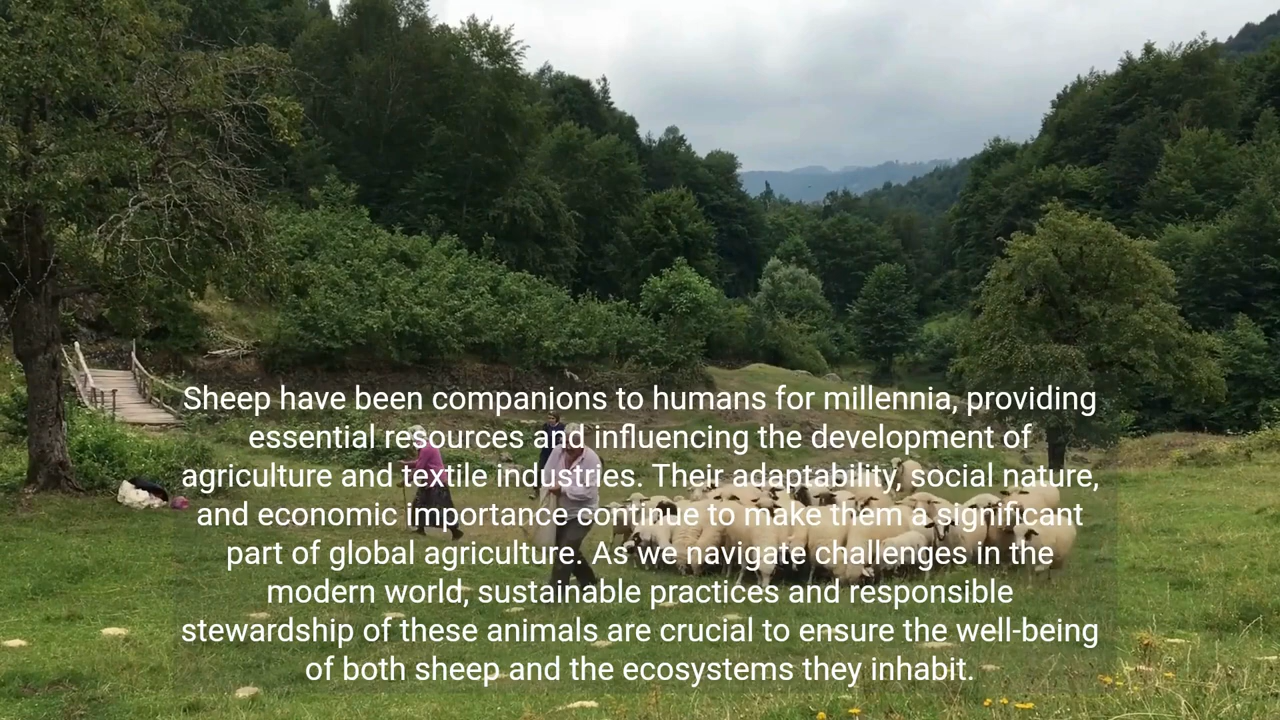 Sheep have been companions to humans for millennia, providing
essential resources and influencing the development of
agriculture and textile industries. Their adaptability, social nature,
and economic importance continue to make them a significant
part of global agriculture. As we navigate challenges in the
modern world, sustainable practices and responsible
stewardship of these animals are crucial to ensure the well-being
of both sheep and the ecosystems they inhabit.